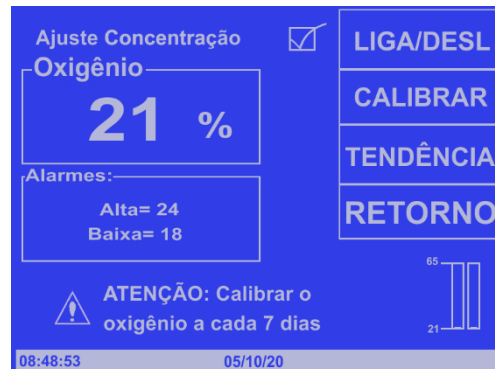 Ajuste Concentração
Oxigênio
21 %
Alarmes:
Alta= 24
Baixa= 18
ATENÇÃO: Calibrar o
oxigênio a cada 7 dias
LIGA/DESL
CALIBRAR
TENDÊNCIA
RETORNO
65
21
08:48:53 05/10/20